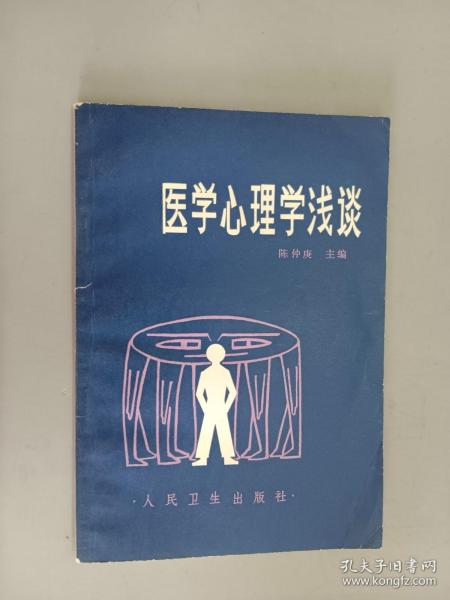 医学心理学浅谈
陈仲庚 主编
·人民卫生出版社·
孔夫子旧书网
www.kongfz.com